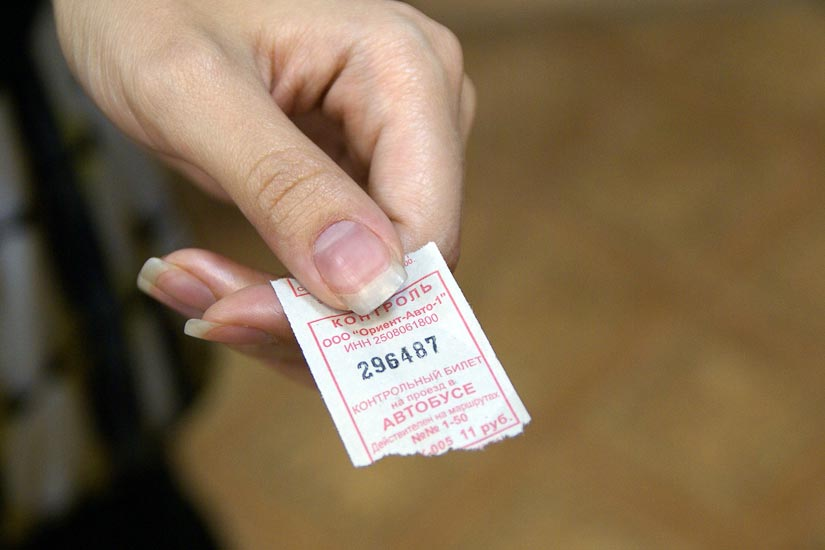 КОНТРОЛЬ
ООО "Ориент-Авто-1"
ИНН 2508061800
296487
КОНТРОЛЬНЫЙ БИЛЕТ
на проезд в
АВТОБУСЕ
Действителен на маршрутах
№№ 1-50
-005 11 руб.